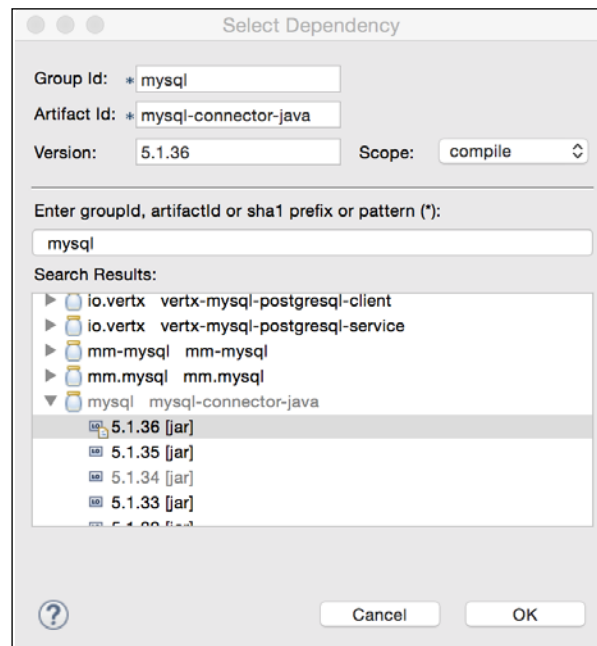 Select Dependency
Group Id: * mysql
Artifact Id: * mysql-connector-java
Version: 5.1.36 Scope: compile
Enter groupId, artifactId or sha1 prefix or pattern (*):
mysql
Search Results:
io.vertx vertx-mysql-postgresql-client
io.vertx vertx-mysql-postgresql-service
mm-mysql mm-mysql
mm.mysql mm.mysql
mysql mysql-connector-java
5.1.36 [jar]
5.1.35 [jar]
5.1.34 [jar]
5.1.33 [jar]
? Cancel OK